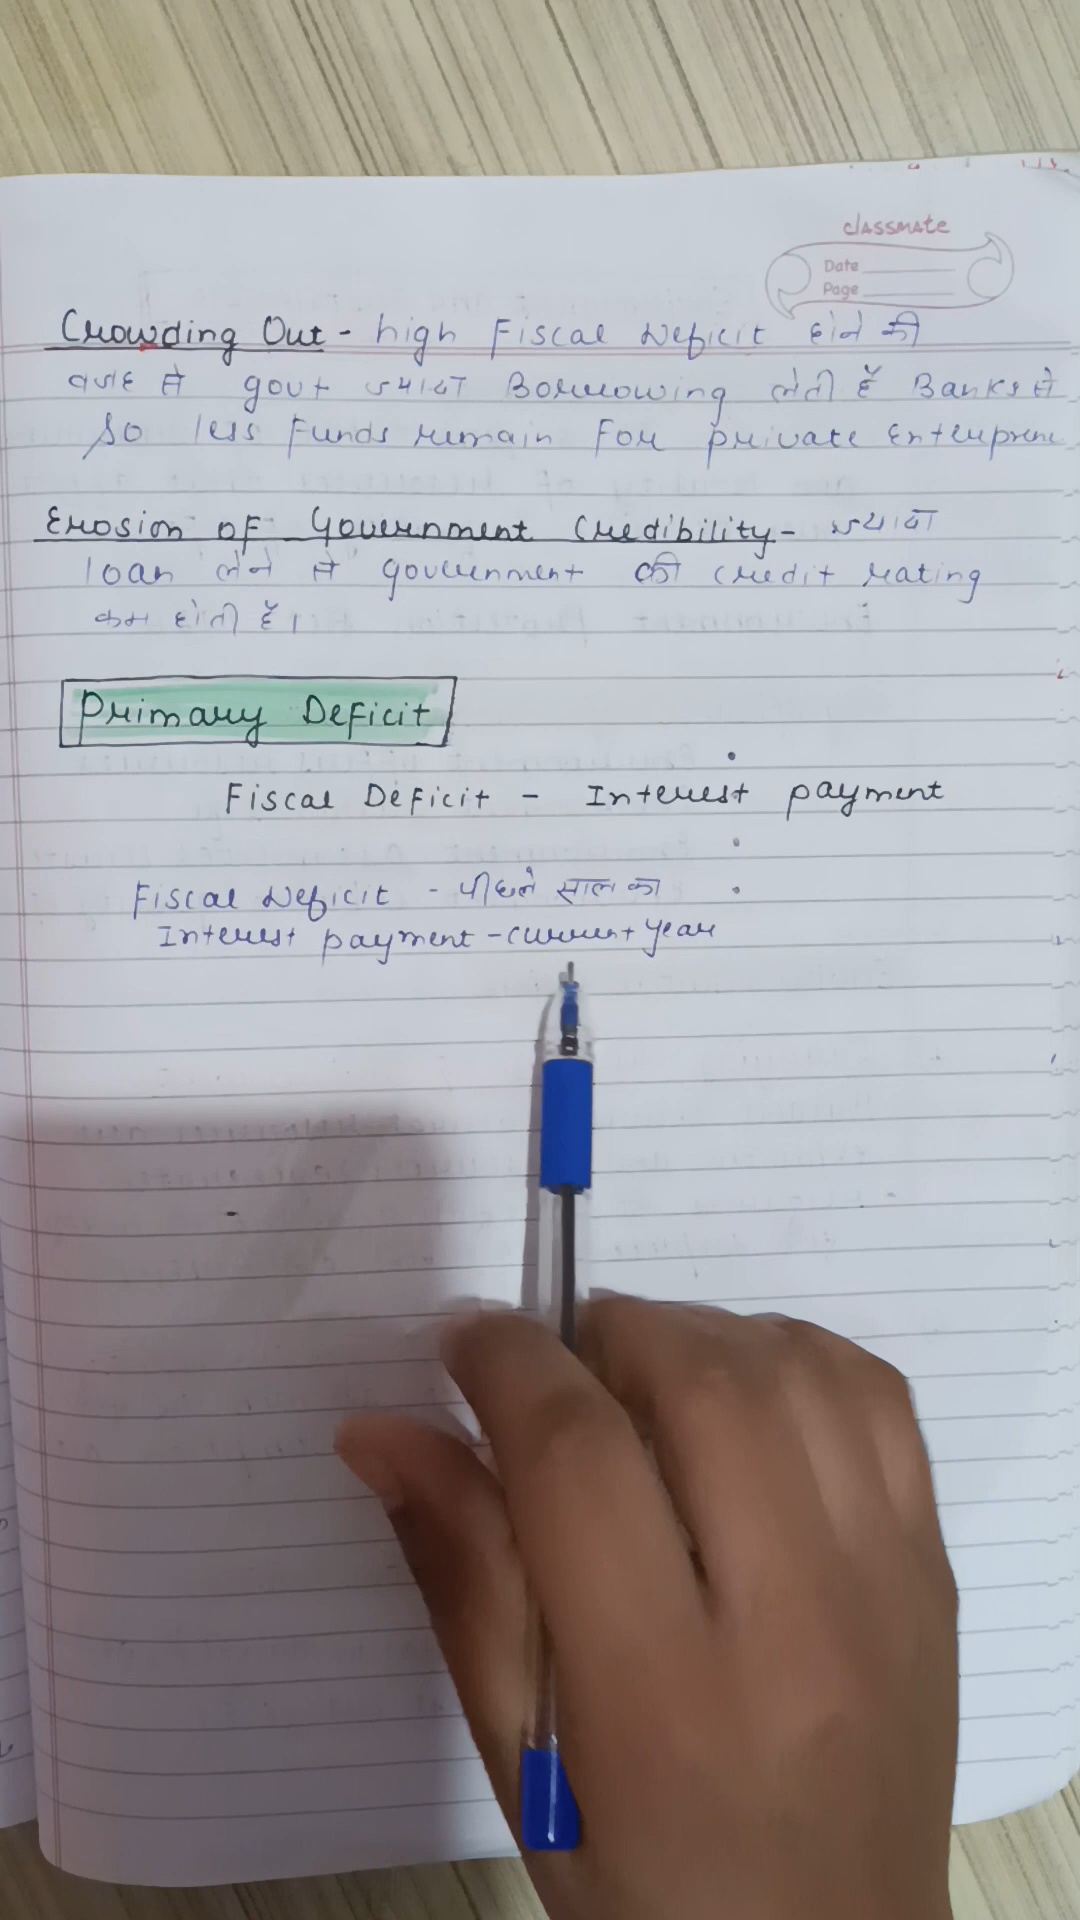 classmate
Date
Page
Crowding Out - high Fiscal Deficit होने की
वजह से govt ज्यादा Borrowing लेती है Banks से
so less Funds remain For private Entreprene
Erosion of Government Credibility - ज्यादा
loan लेने से government की credit rating
कम होती है।
Primary Deficit
Fiscal Deficit - Interest payment
Fiscal Deficit - पीछले साल का
Interest payment - current year